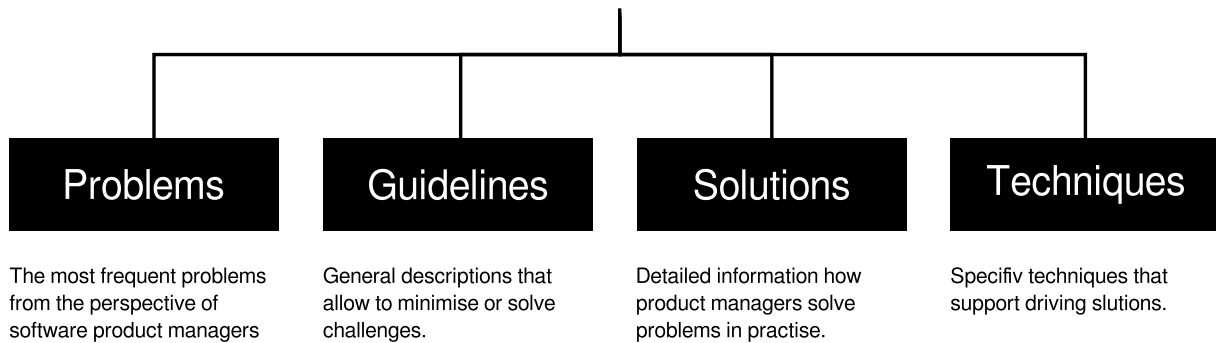 Problems
The most frequent problems
from the perspective of
software product managers
Guidelines
General descriptions that
allow to minimise or solve
challenges.
Solutions
Detailed information how
product managers solve
problems in practise.
Techniques
Specifiv techniques that
support driving slutions.